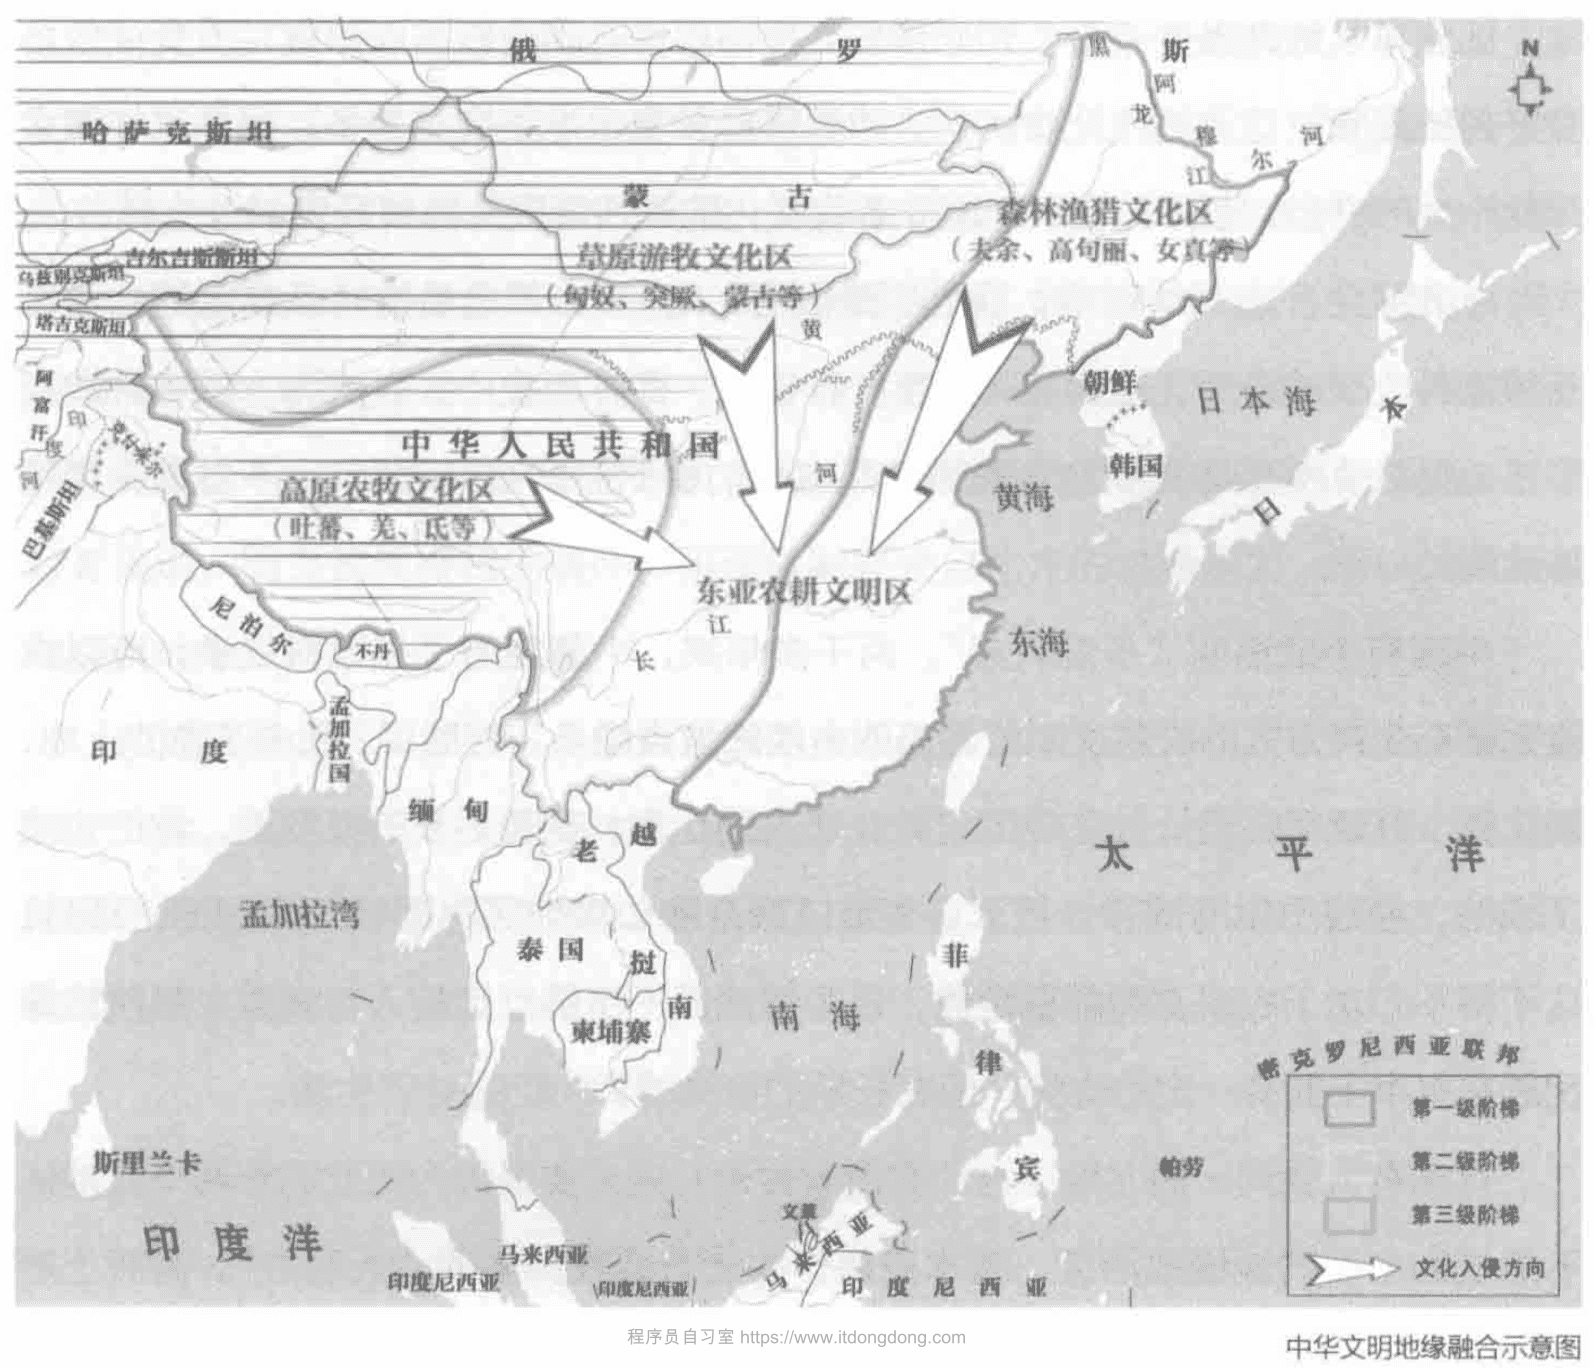 俄 罗 斯
N
黑 龙 江
阿 穆 尔 河
哈 萨 克 斯 坦
蒙 古
森林渔猎文化区
(夫余、高句丽、女真等)
吉尔吉斯斯坦
草原游牧文化区
乌兹别克斯坦
(匈奴、突厥、蒙古等)
塔吉克斯坦
黄
阿富汗
印度河
克什米尔
朝鲜
日本海
日 本
中华人民共和国
河
韩国
巴基斯坦
高原农牧文化区
(吐蕃、羌、氐等)
黄海
东亚农耕文明区
尼泊尔
不丹
长 江
东海
印 度
孟加拉国
缅 甸
老 挝
越 南
太 平 洋
孟加拉湾
泰国
菲 律 宾
南 海
柬埔寨
密克罗尼西亚联邦
第一级阶梯
斯里兰卡
帕劳
第二级阶梯
文莱
第三级阶梯
印 度 洋
马来西亚
马来西亚
文化入侵方向
印度尼西亚
印度尼西亚
印 度 尼 西 亚
程序员自习室 https://www.itdongdong.com
中华文明地缘融合示意图